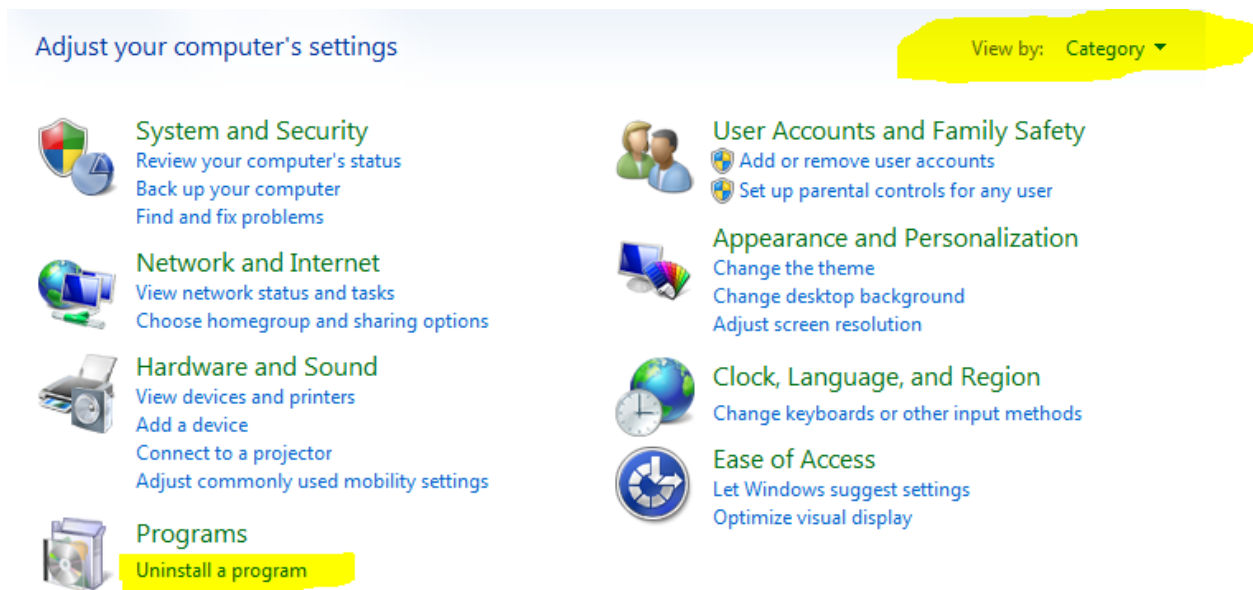 Adjust your computer's settings
View by: Category
System and Security
Review your computer's status
Back up your computer
Find and fix problems
Network and Internet
View network status and tasks
Choose homegroup and sharing options
Hardware and Sound
View devices and printers
Add a device
Connect to a projector
Adjust commonly used mobility settings
Programs
Uninstall a program
User Accounts and Family Safety
Add or remove user accounts
Set up parental controls for any user
Appearance and Personalization
Change the theme
Change desktop background
Adjust screen resolution
Clock, Language, and Region
Change keyboards or other input methods
Ease of Access
Let Windows suggest settings
Optimize visual display